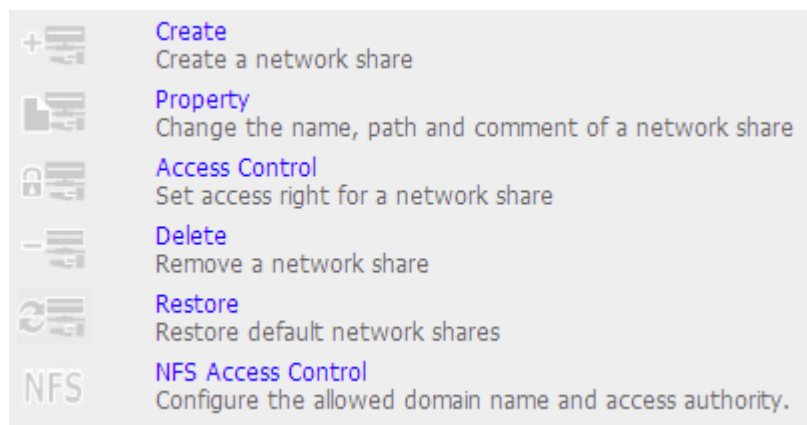 Create
Create a network share
Property
Change the name, path and comment of a network share
Access Control
Set access right for a network share
Delete
Remove a network share
Restore
Restore default network shares
NFS
NFS Access Control
Configure the allowed domain name and access authority.